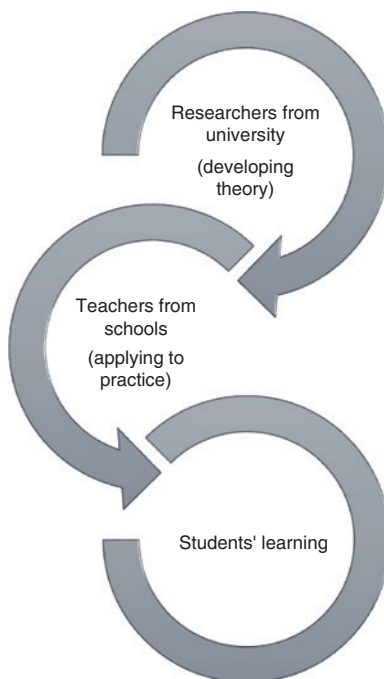 Researchers from
university
(developing
theory)
Teachers from
schools
(applying to
practice)
Students' learning